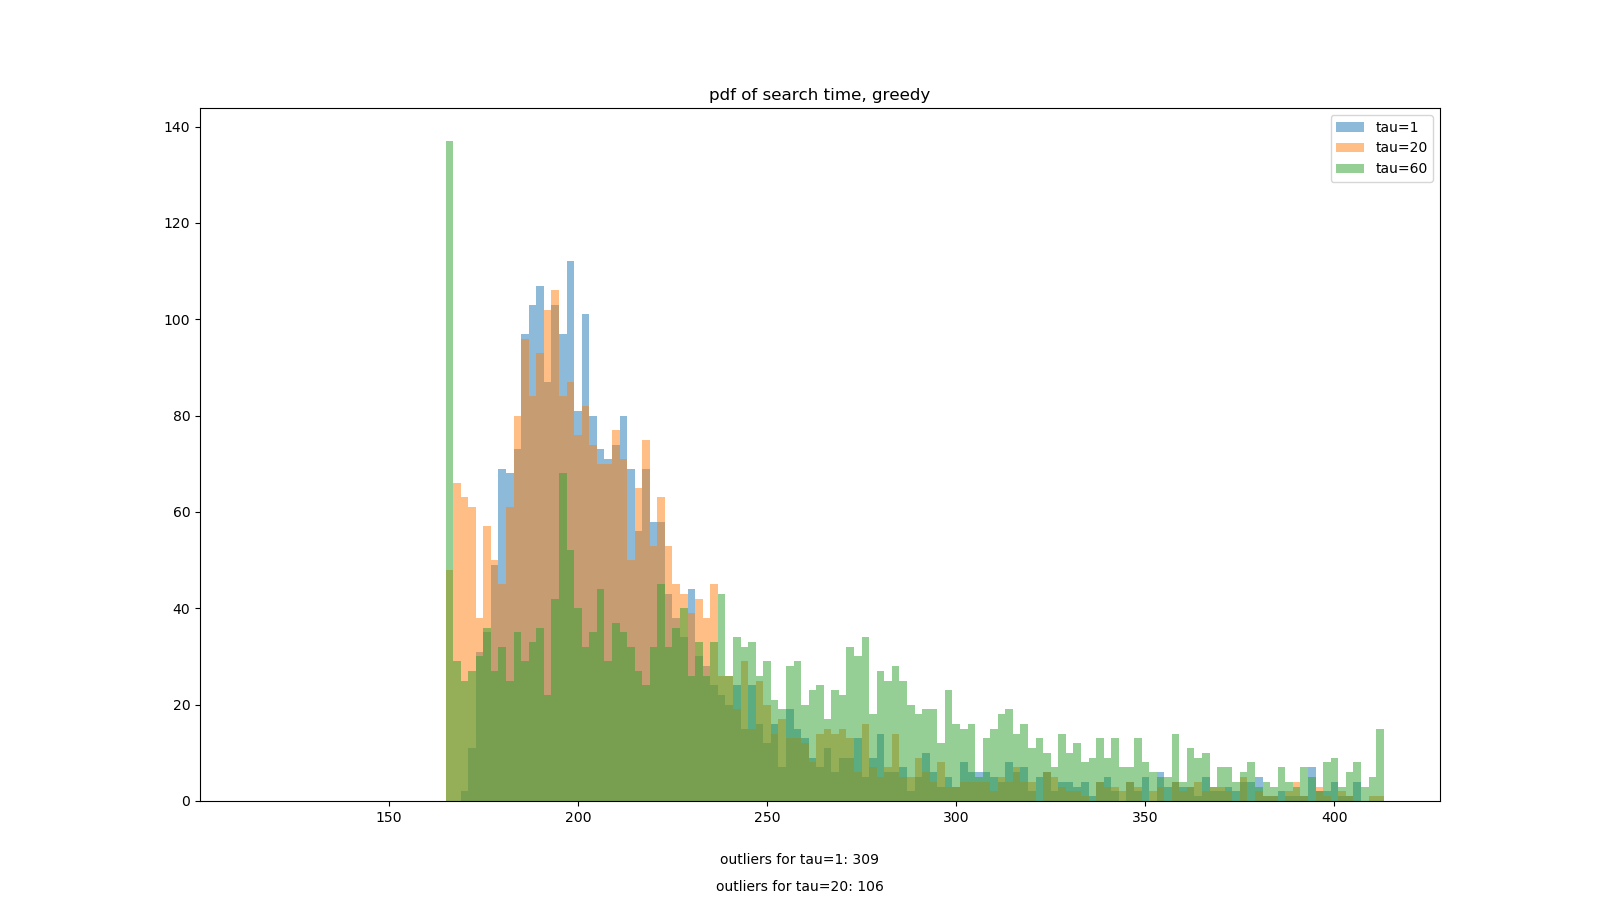 pdf of search time, greedy
tau=1
tau=20
tau=60
140
120
100
80
60
40
20
0
150
200
250
300
350
400
outliers for tau=1: 309
outliers for tau=20: 106